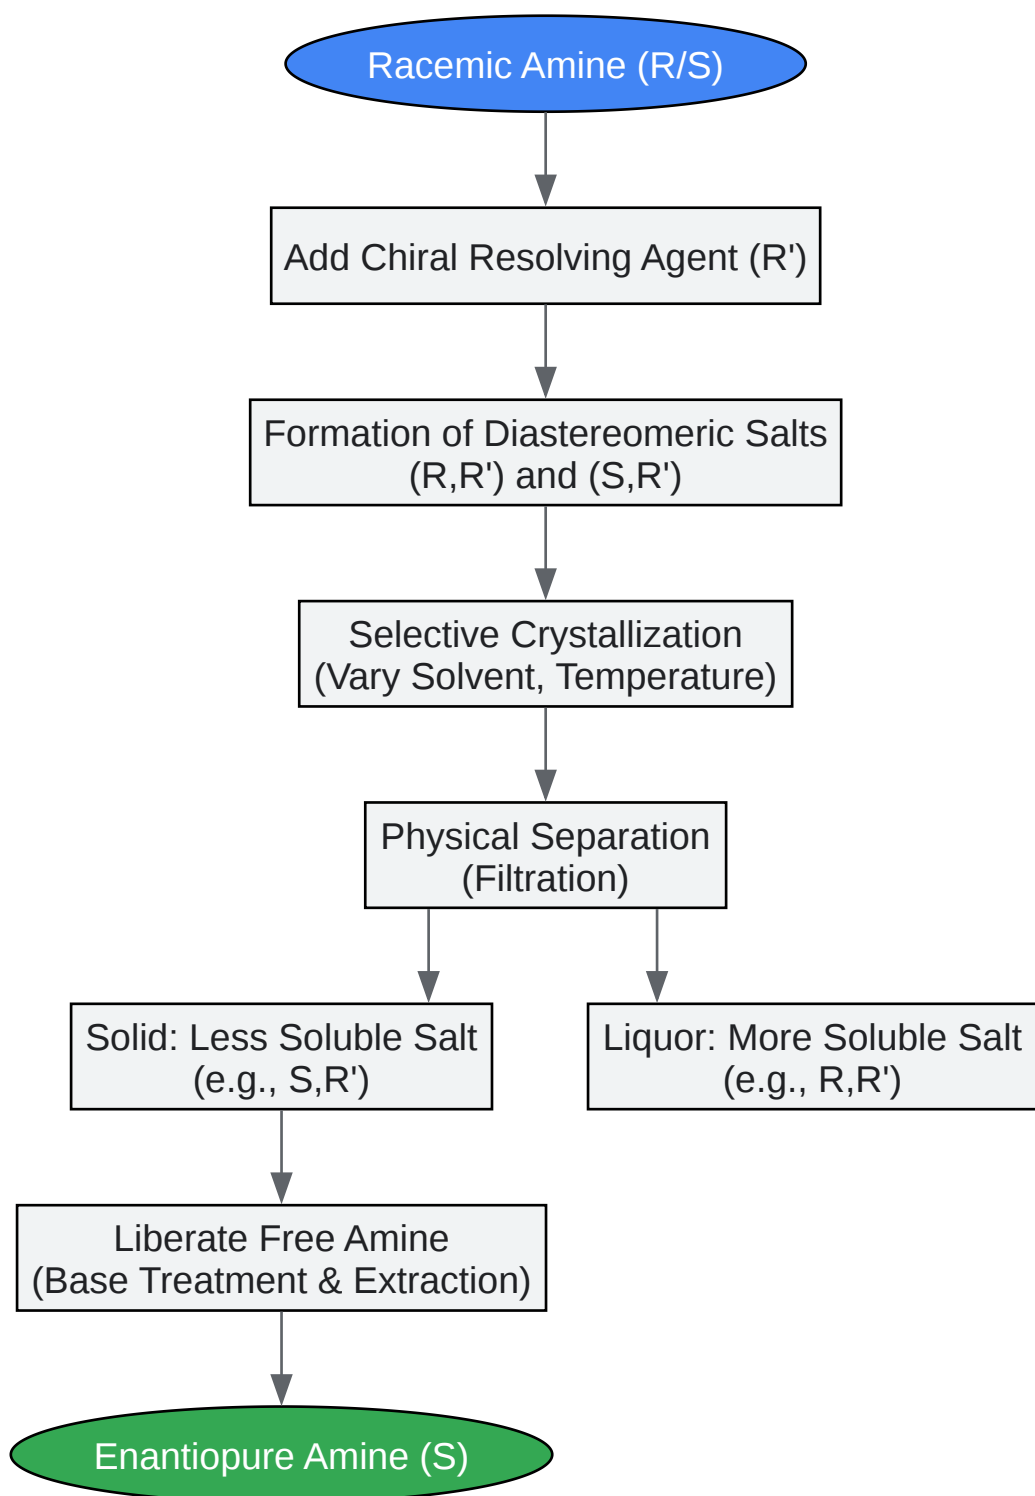 Racemic Amine (R/S)
Add Chiral Resolving Agent (R')
Formation of Diastereomeric Salts
(R,R') and (S,R')
Selective Crystallization
(Vary Solvent, Temperature)
Physical Separation
(Filtration)
Solid: Less Soluble Salt
(e.g., S,R')
Liquor: More Soluble Salt
(e.g., R,R')
Liberate Free Amine
(Base Treatment & Extraction)
Enantiopure Amine (S)